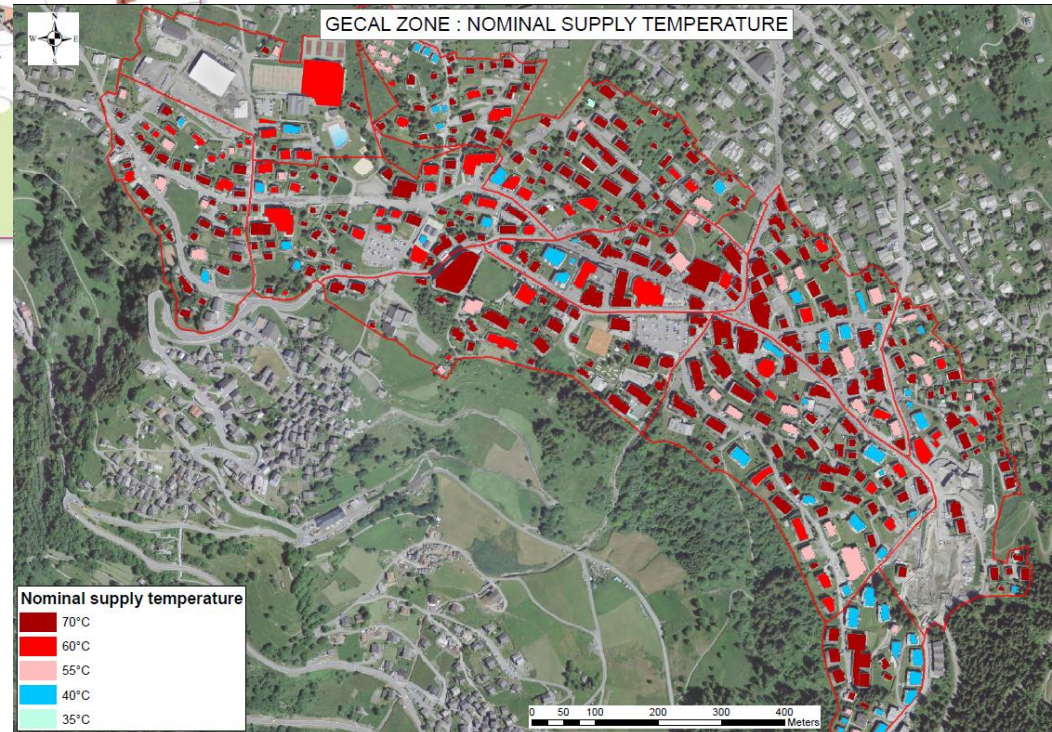 GECAL ZONE : NOMINAL SUPPLY TEMPERATURE
N
W E
S
Nominal supply temperature
70°C
60°C
55°C
40°C
35°C
0 50 100 200 300 400
Meters